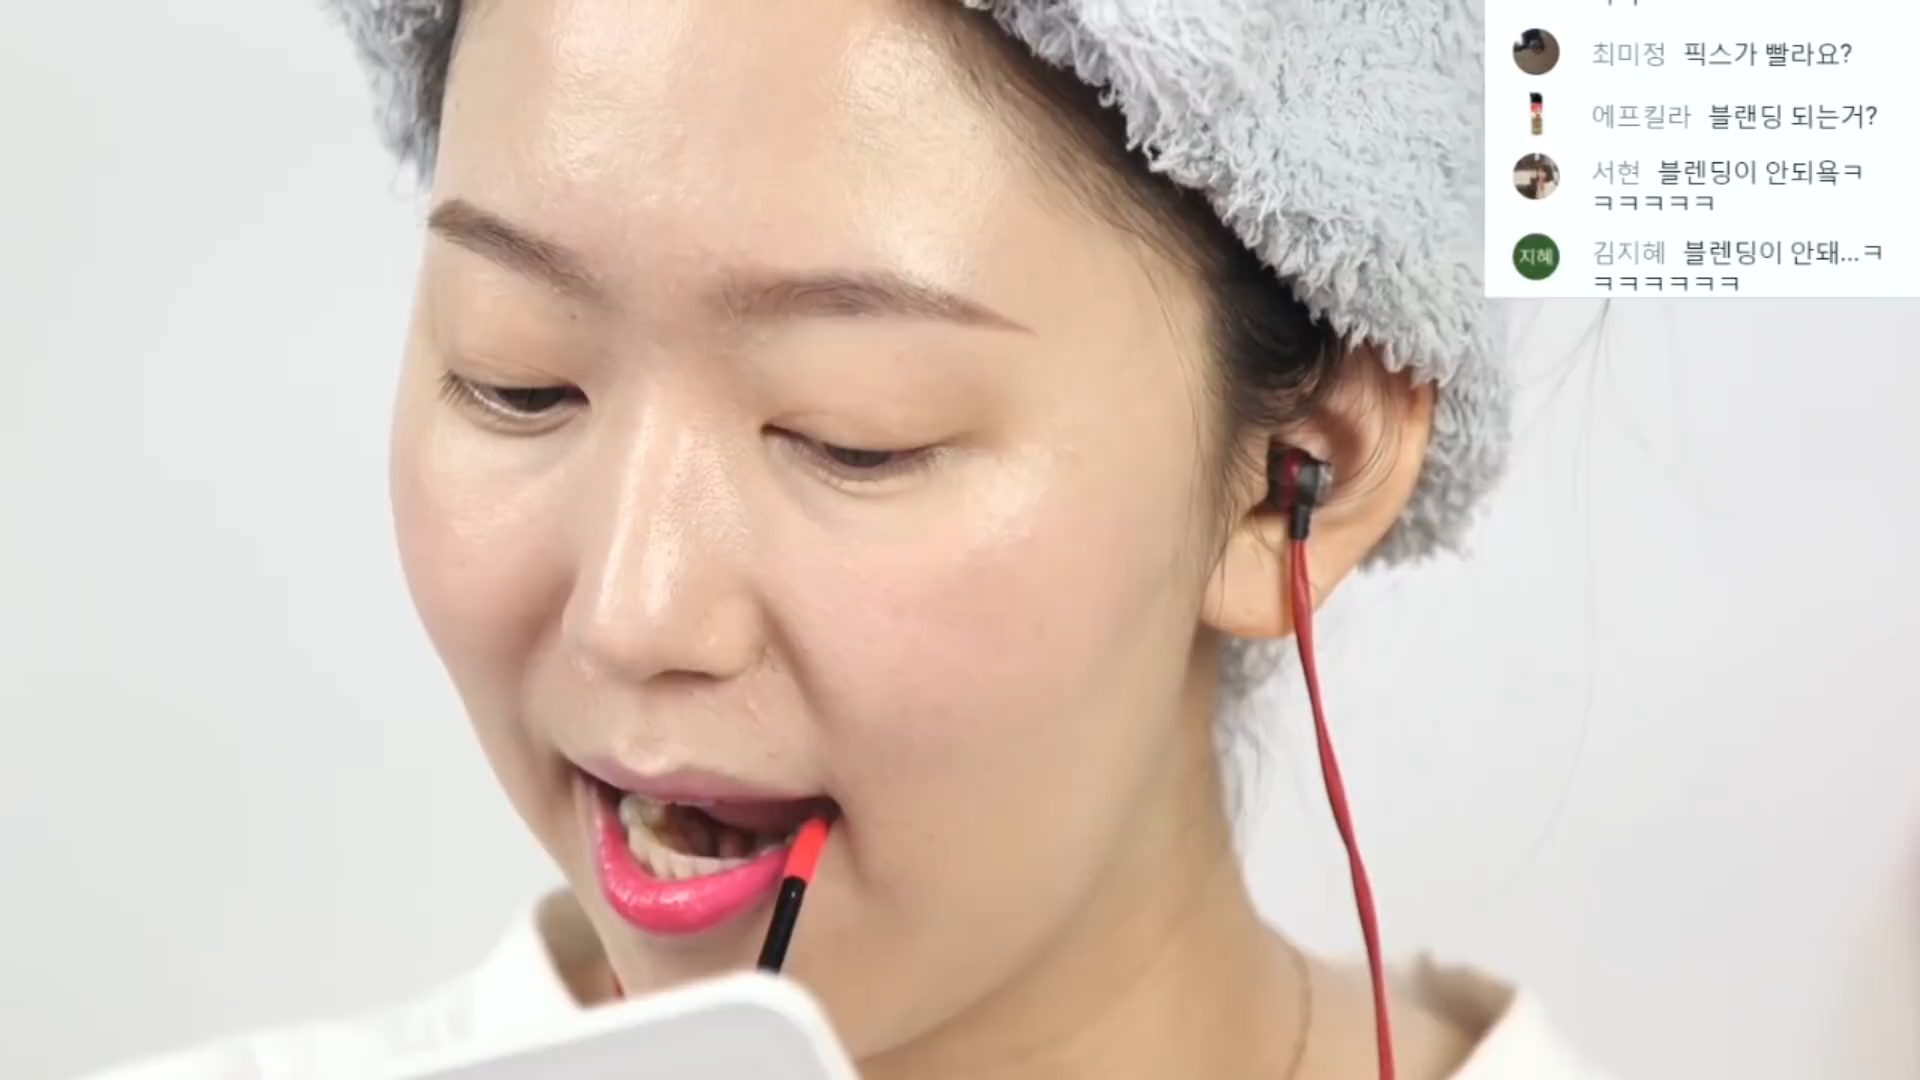 최미정 픽스가 빨라요?
에프킬라 블랜딩 되는거?
서현 블렌딩이 안되욬ㅋ
ㅋㅋㅋㅋㅋ
지혜 김지혜 블렌딩이 안돼...ㅋ
ㅋㅋㅋㅋㅋㅋ